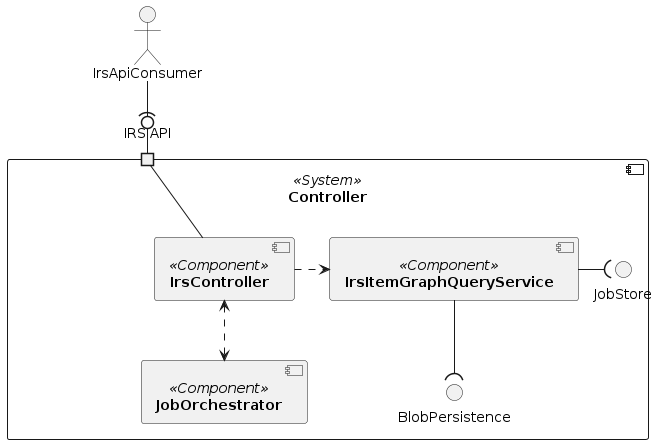 IrsApiConsumer
IRS API
«System»
Controller
«Component»
IrsController
«Component»
IrsItemGraphQueryService
JobStore
«Component»
JobOrchestrator
BlobPersistence